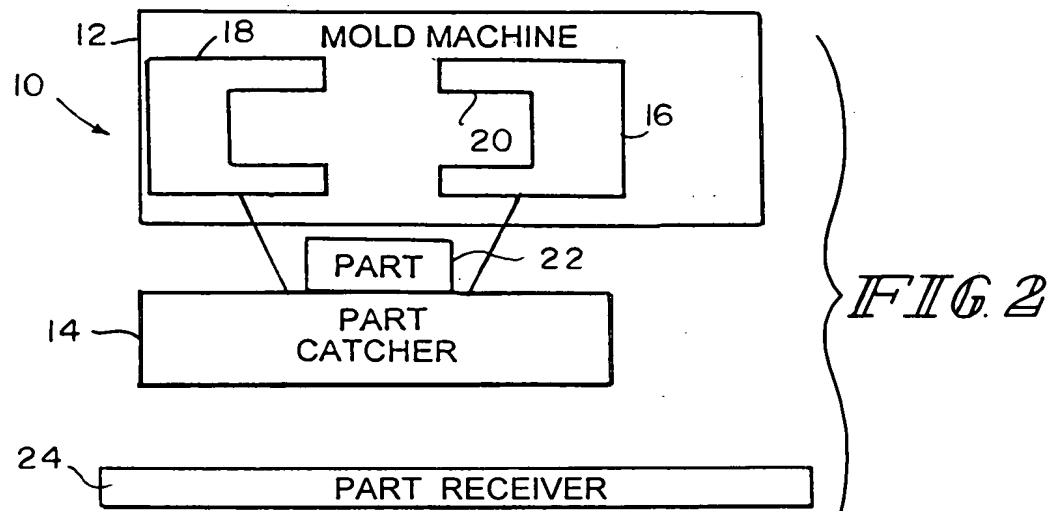 12
18
MOLD MACHINE
10
20
16
PART
22
14
PART
CATCHER
FIG. 2
24
PART RECEIVER